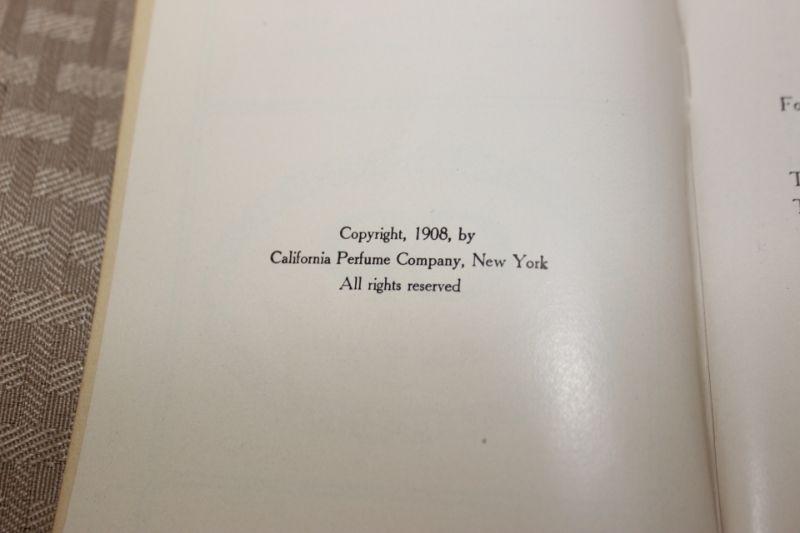 Copyright, 1908, by
California Perfume Company, New York
All rights reserved